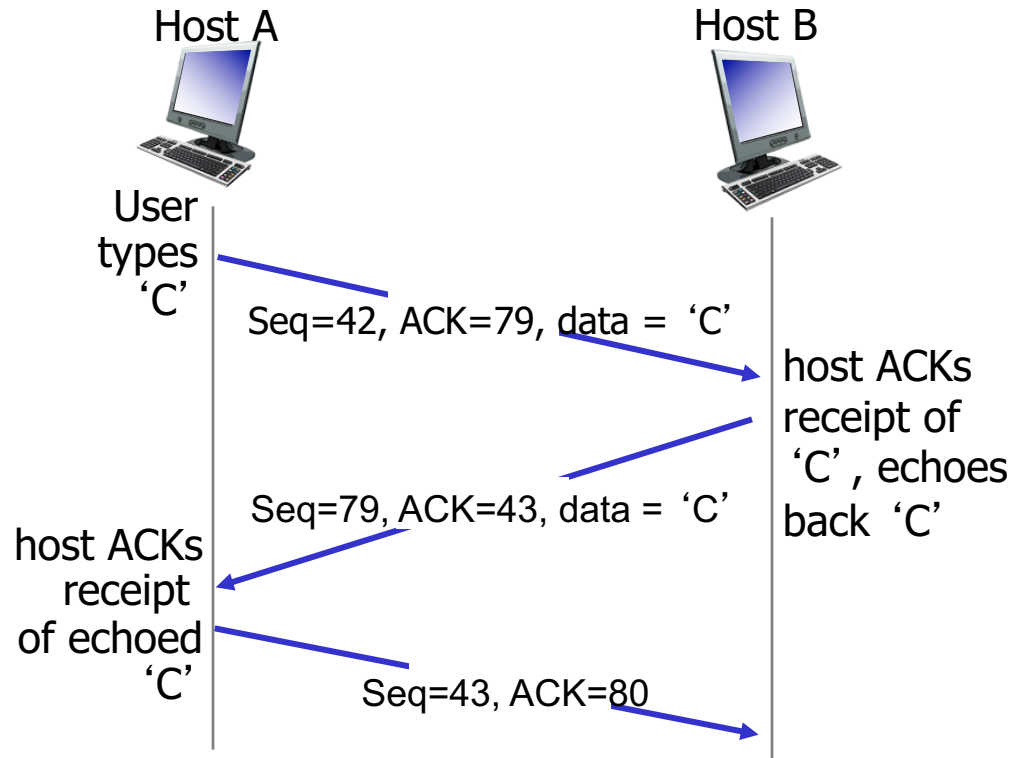 Host A
Host B
User
types
‘C’
Seq=42, ACK=79, data = ‘C’
host ACKs
receipt of
‘C’, echoes
back ‘C’
Seq=79, ACK=43, data = ‘C’
host ACKs
receipt
of echoed
‘C’
Seq=43, ACK=80